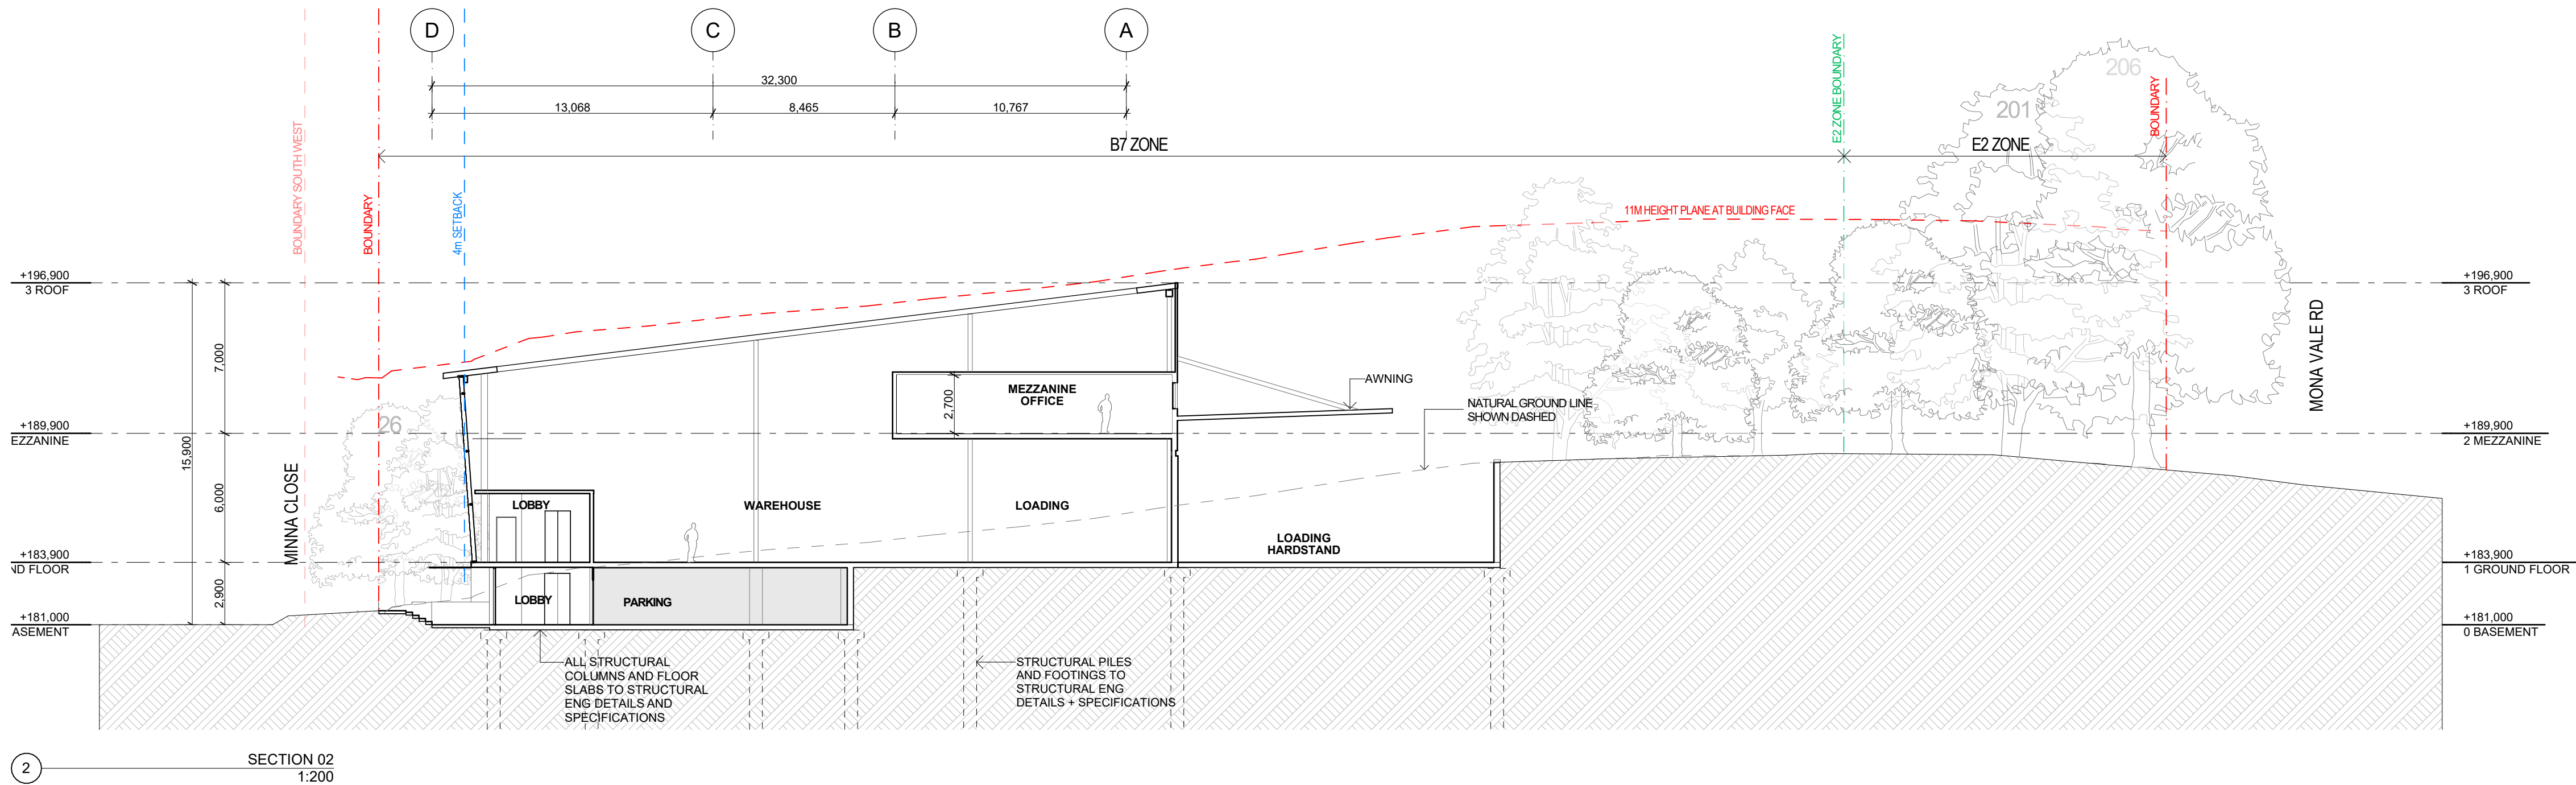 D
C
B
A
32,300
13,068
8,465
10,767
B7 ZONE
E2 ZONE
BOUNDARY SOUTH WEST
BOUNDARY
4m SETBACK
E2 ZONE BOUNDARY
BOUNDARY
206
201
26
11M HEIGHT PLANE AT BUILDING FACE
+196,900
3 ROOF
+196,900
3 ROOF
7,000
15,900
6,000
2,900
+189,900
EZZANINE
+189,900
2 MEZZANINE
+183,900
ND FLOOR
+183,900
1 GROUND FLOOR
+181,000
ASEMENT
+181,000
0 BASEMENT
MINNA CLOSE
MONA VALE RD
2,700
MEZZANINE
OFFICE
AWNING
NATURAL GROUND LINE
SHOWN DASHED
LOBBY
WAREHOUSE
LOADING
LOADING
HARDSTAND
LOBBY
PARKING
ALL STRUCTURAL
COLUMNS AND FLOOR
SLABS TO STRUCTURAL
ENG DETAILS AND
SPECIFICATIONS
STRUCTURAL PILES
AND FOOTINGS TO
STRUCTURAL ENG
DETAILS + SPECIFICATIONS
2
SECTION 02
1:200